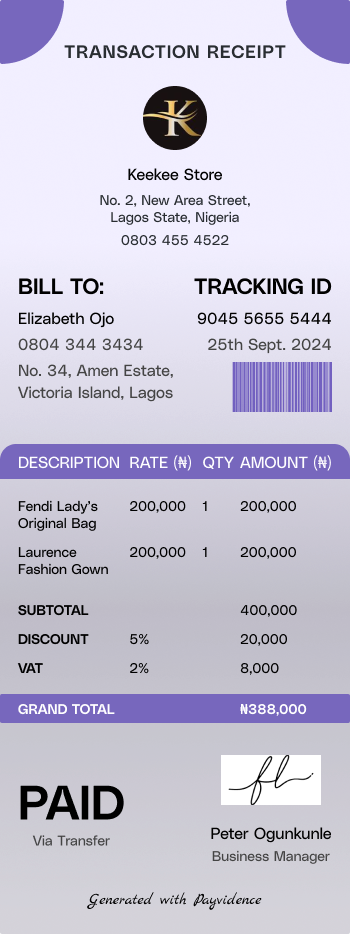 TRANSACTION RECEIPT
K
Keekee Store
No. 2, New Area Street,
Lagos State, Nigeria
0803 455 4522
BILL TO: TRACKING ID
Elizabeth Ojo 9045 5655 5444
0804 344 3434 25th Sept. 2024
No. 34, Amen Estate,
Victoria Island, Lagos
DESCRIPTION RATE (₦) QTY AMOUNT (₦)
Fendi Lady's 200,000 1 200,000
Original Bag
Laurence 200,000 1 200,000
Fashion Gown
SUBTOTAL 400,000
DISCOUNT 5% 20,000
VAT 2% 8,000
GRAND TOTAL ₦388,000
PAID
Via Transfer
Peter Ogunkunle
Business Manager
Generated with Payvidence